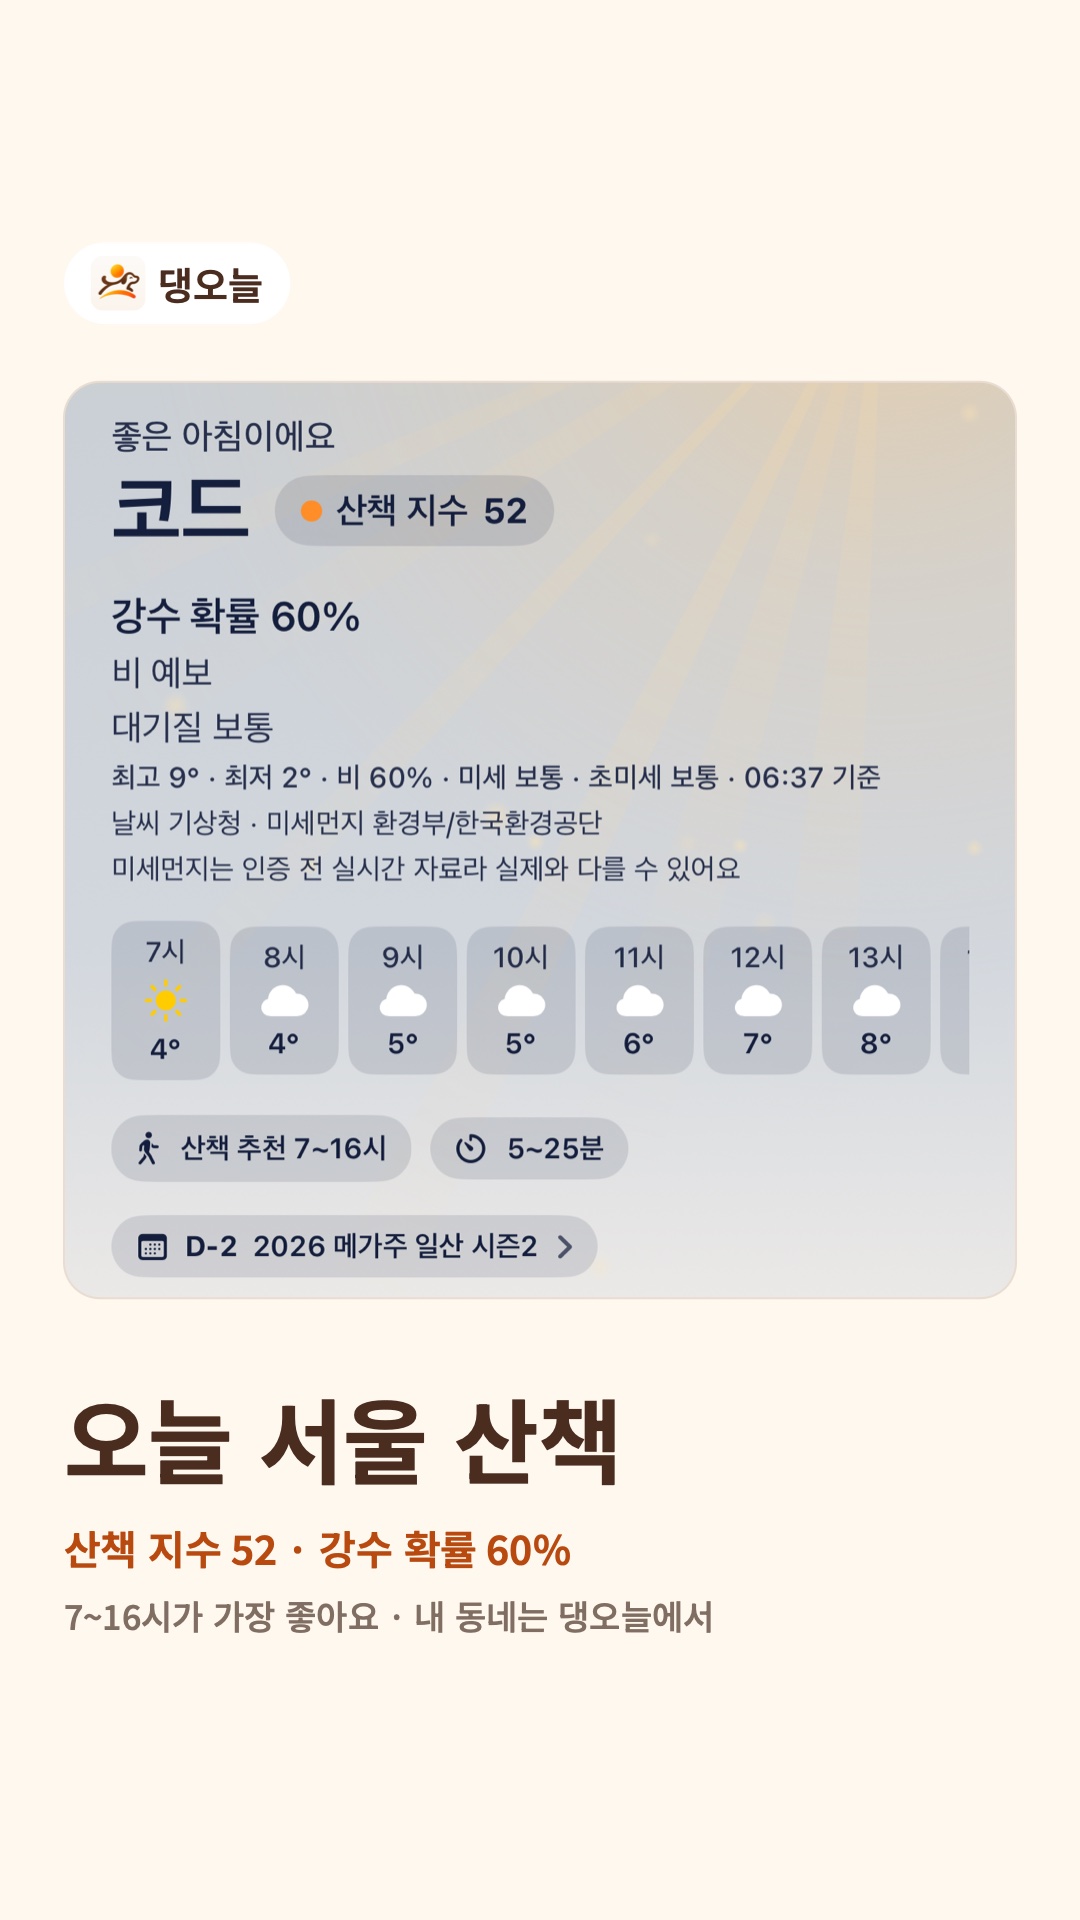 댕오늘
좋은 아침이에요
코드
산책 지수 52
강수 확률 60%
비 예보
대기질 보통
최고 9° · 최저 2° · 비 60% · 미세 보통 · 초미세 보통 · 06:37 기준
날씨 기상청 · 미세먼지 환경부/한국환경공단
미세먼지는 인증 전 실시간 자료라 실제와 다를 수 있어요
7시 8시 9시 10시 11시 12시 13시
4° 4° 5° 5° 6° 7° 8°
산책 추천 7~16시 5~25분
D-2 2026 메가주 일산 시즌2
오늘 서울 산책
산책 지수 52 · 강수 확률 60%
7~16시가 가장 좋아요 · 내 동네는 댕오늘에서